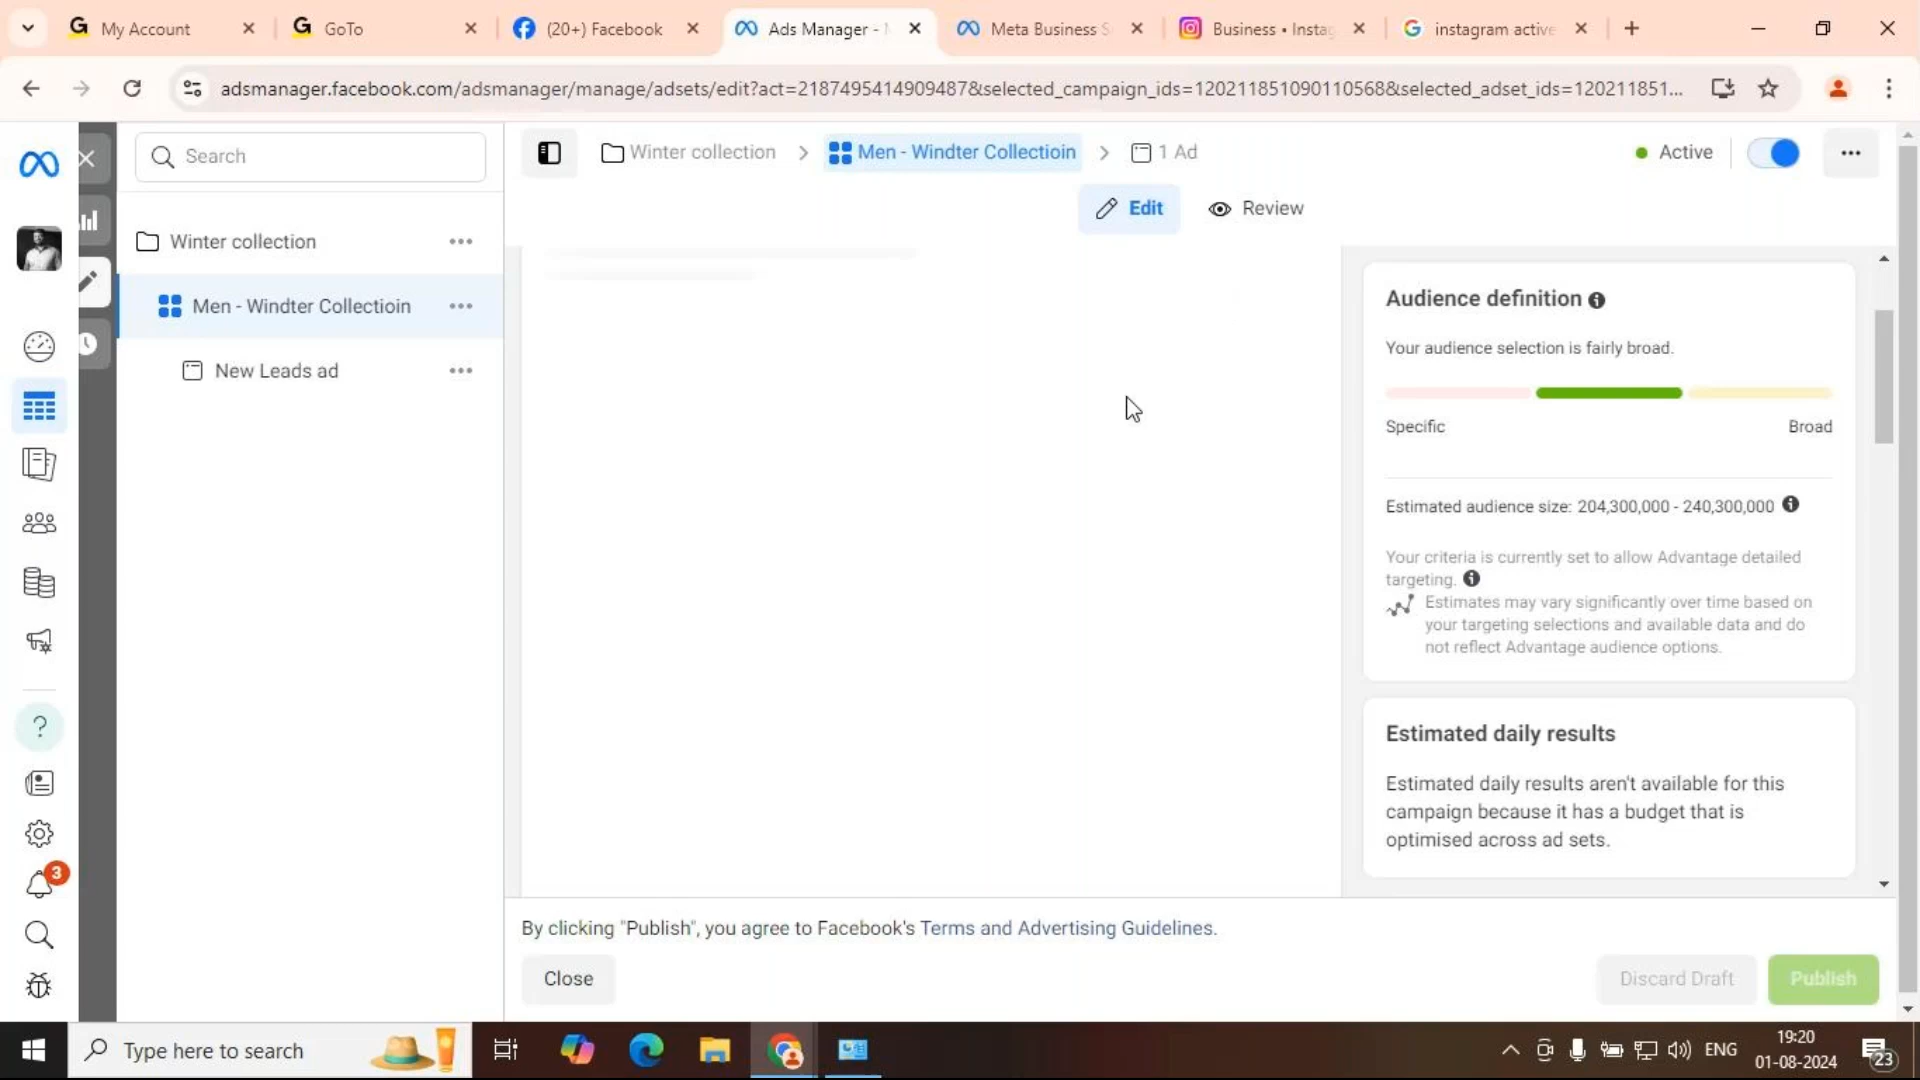 My Account
GoTo
(20+) Facebook
Ads Manager -
Meta Business S
Business • Instag
instagram active
adsmanager.facebook.com/adsmanager/manage/adsets/edit?act=2187495414909487&selected_campaign_ids=120211851090110568&selected_adset_ids=120211851...
Search
Winter collection
Men - Windter Collectioin
1 Ad
Active
Edit
Review
Winter collection
Men - Windter Collectioin
New Leads ad
Audience definition
Your audience selection is fairly broad.
Specific
Broad
Estimated audience size: 204,300,000 - 240,300,000
Your criteria is currently set to allow Advantage detailed
targeting.
Estimates may vary significantly over time based on
your targeting selections and available data and do
not reflect Advantage audience options.
Estimated daily results
Estimated daily results aren't available for this
campaign because it has a budget that is
optimised across ad sets.
3
By clicking "Publish", you agree to Facebook's Terms and Advertising Guidelines.
Close
Discard Draft
Publish
Type here to search
ENG
19:20
01-08-2024
23